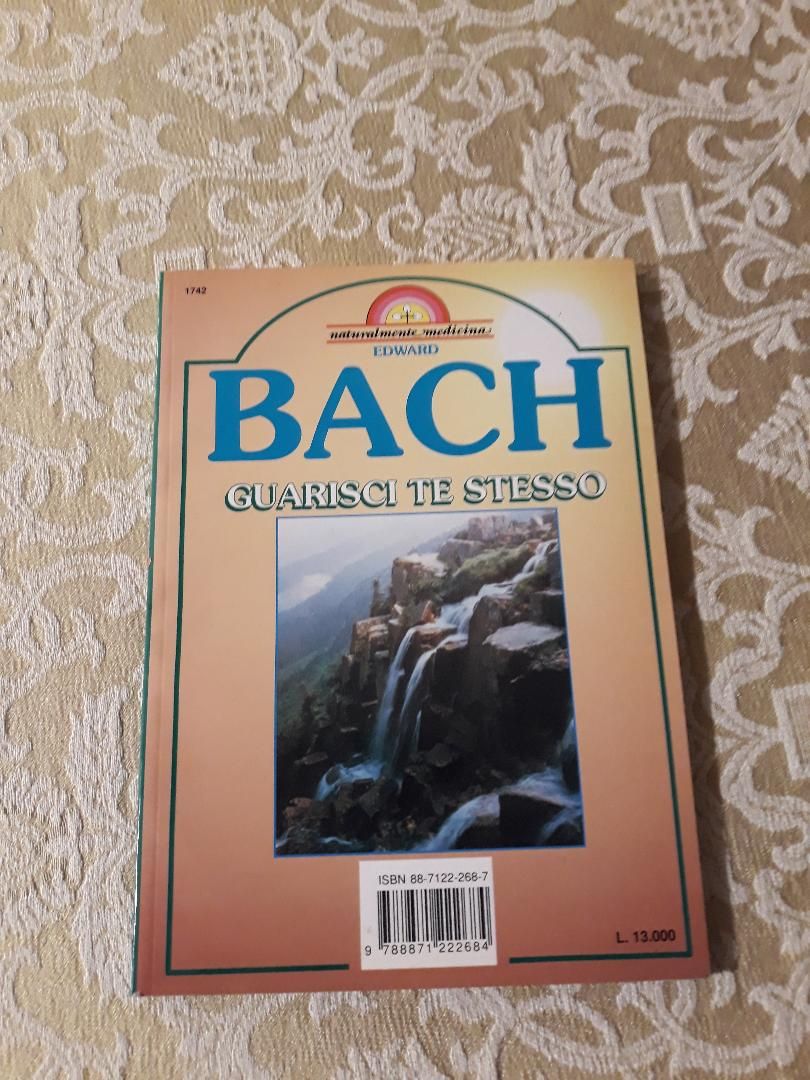 1742
naturalmente medicina
EDWARD
BACH
GUARISCI TE STESSO
ISBN 88-7122-268-7
9 788871 222684
L. 13.000